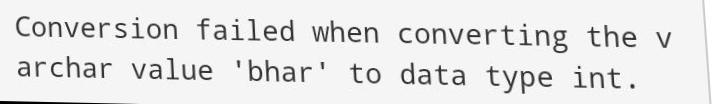 Conversion failed when converting the v
archar value 'bhar' to data type int.